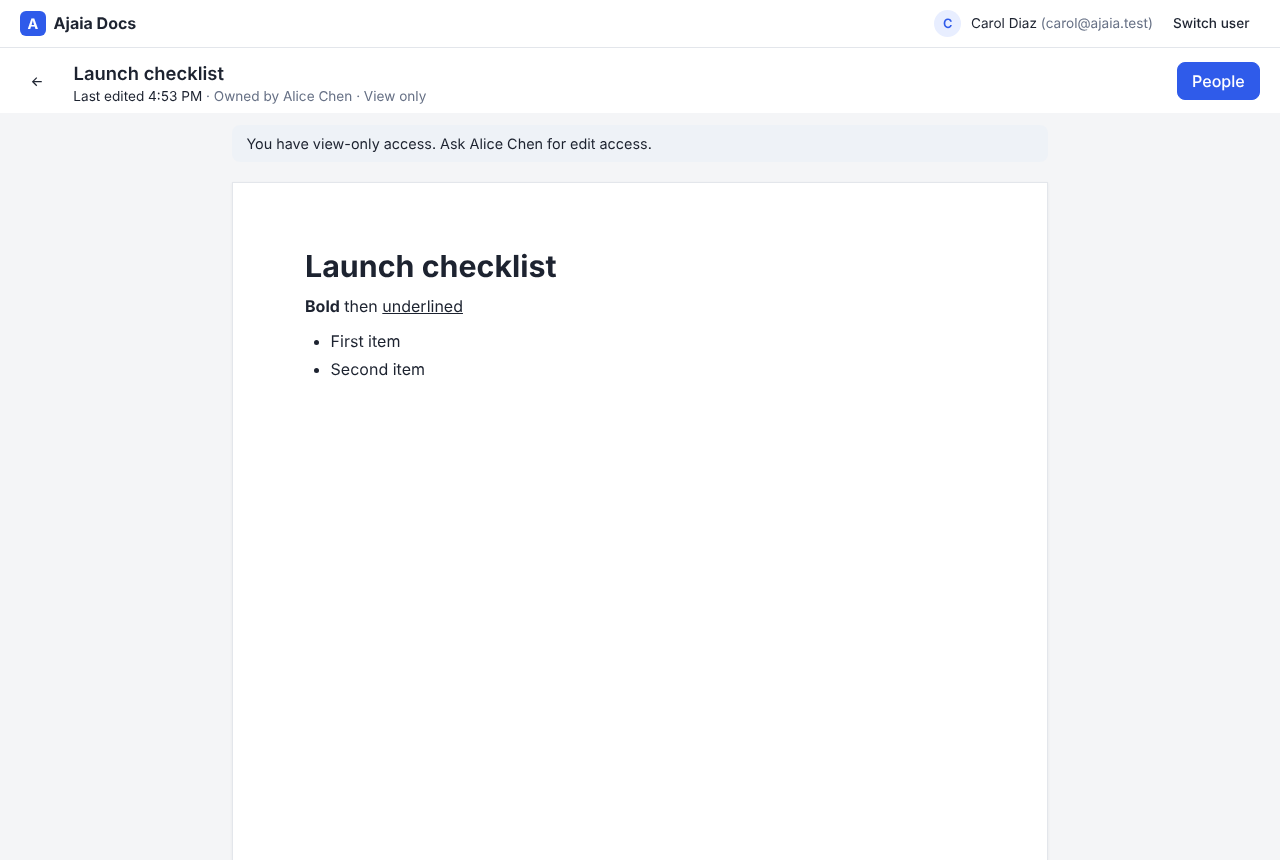 A Ajaia Docs
C Carol Diaz (carol@ajaia.test) Switch user
← Launch checklist
Last edited 4:53 PM · Owned by Alice Chen · View only
People
You have view-only access. Ask Alice Chen for edit access.
Launch checklist
Bold then underlined
• First item
• Second item